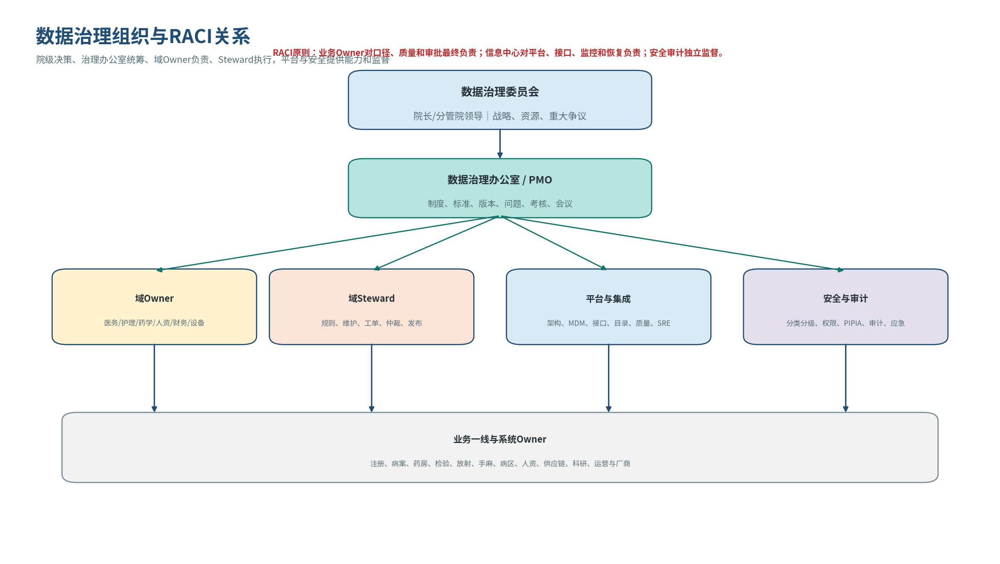 数据治理组织与RACI关系
RACI原则：业务Owner对口径、质量和审批最终负责；信息中心对平台、接口、监控和恢复负责；安全审计独立监督。
院级决策、治理办公室统筹、域Owner负责、Steward执行，平台与安全提供能力和监督
数据治理委员会
院长/分管院领导｜战略、资源、重大争议
数据治理办公室 / PMO
制度、标准、版本、问题、考核、会议
域Owner
医务/护理/药学/人资/财务/设备
域Steward
规则、维护、工单、仲裁、发布
平台与集成
架构、MDM、接口、目录、质量、SRE
安全与审计
分类分级、权限、PIPIA、审计、应急
业务一线与系统Owner
注册、病案、药房、检验、放射、手麻、病区、人资、供应链、科研、运营与厂商